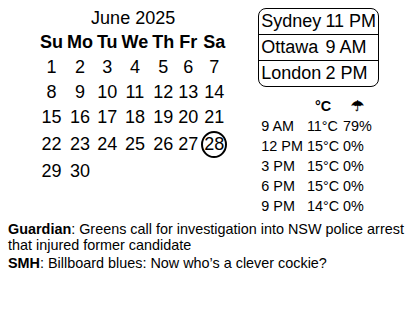 June 2025
Su Mo Tu We Th Fr Sa
1 2 3 4 5 6 7
8 9 10 11 12 13 14
15 16 17 18 19 20 21
22 23 24 25 26 27 28
29 30
Sydney 11 PM
Ottawa 9 AM
London 2 PM
°C ☂
9 AM 11°C 79%
12 PM 15°C 0%
3 PM 15°C 0%
6 PM 15°C 0%
9 PM 14°C 0%
Guardian: Greens call for investigation into NSW police arrest
that injured former candidate
SMH: Billboard blues: Now who’s a clever cockie?